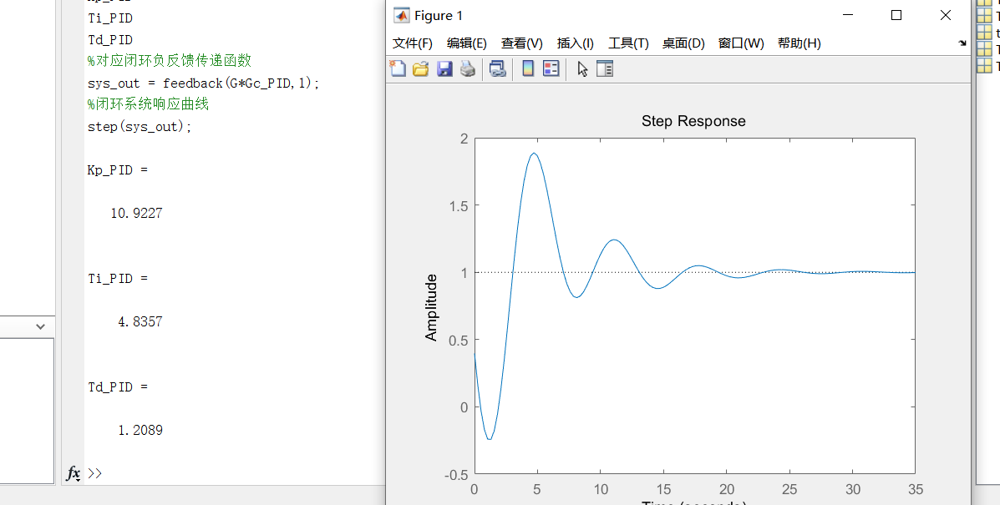 Ti_PID
Td_PID
%对应闭环负反馈传递函数
sys_out = feedback(G*Gc_PID,1);
%闭环系统响应曲线
step(sys_out);
Kp_PID =
10.9227
Ti_PID =
4.8357
Td_PID =
1.2089
fx >>
Figure 1
文件(F) 编辑(E) 查看(V) 插入(I) 工具(T) 桌面(D) 窗口(W) 帮助(H)
Step Response
Amplitude
2
1.5
1
0.5
0
-0.5
0 5 10 15 20 25 30 35